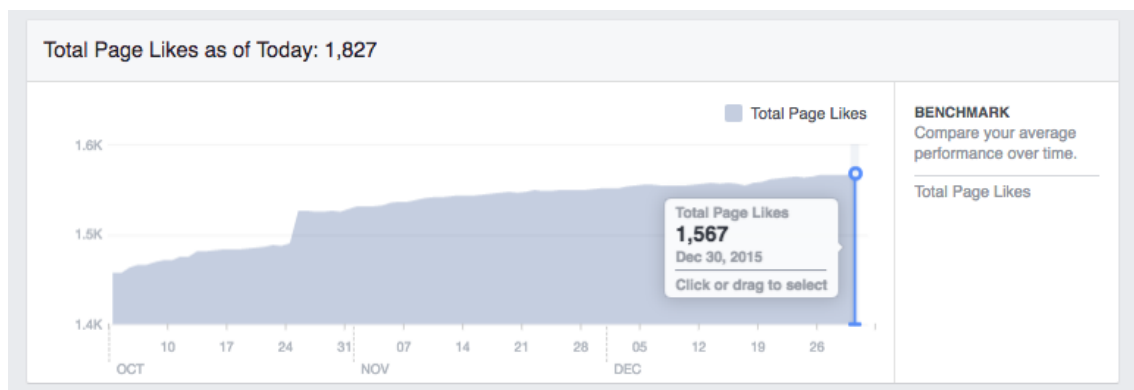 Total Page Likes as of Today: 1,827
Total Page Likes
BENCHMARK
Compare your average
performance over time.
Total Page Likes
1.6K
1.5K
1.4K
Total Page Likes
1,567
Dec 30, 2015
Click or drag to select
10 17 24 31 07 14 21 28 05 12 19 26
OCT NOV DEC